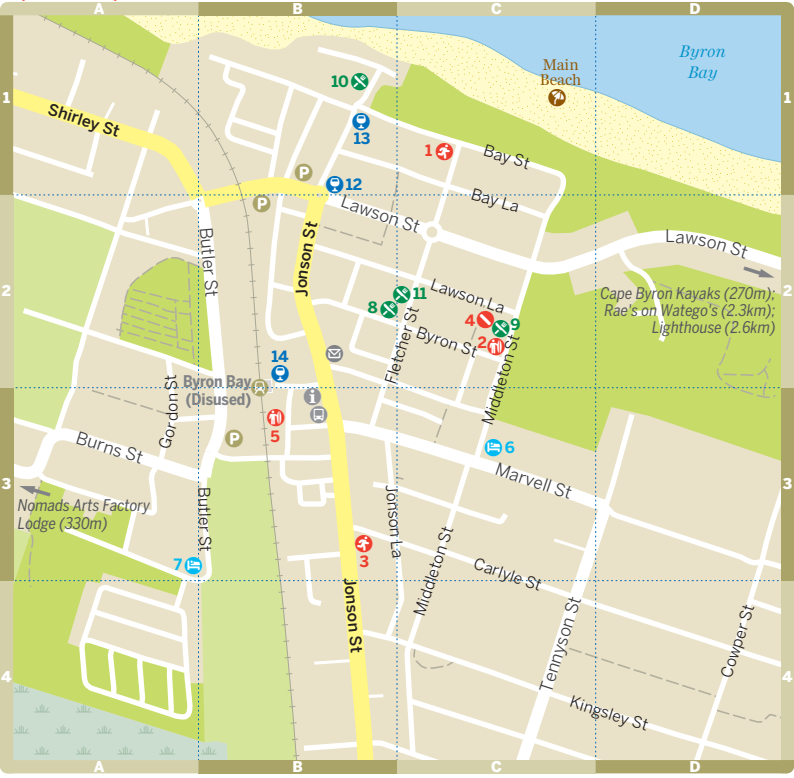 A
B
C
D
Byron
Bay
Main
Beach
10
1
1
Shirley St
13
1
Bay St
P
12
Bay La
P
Lawson St
Lawson St
Butler St
Jonson St
2
2
Lawson La
11
8
4
9
Cape Byron Kayaks (270m);
Rae's on Watego's (2.3km);
Lighthouse (2.6km)
Fletcher St
Byron St
2
14
Middleton St
Byron Bay
(Disused)
Gordon St
i
5
P
Burns St
6
Marvell St
3
3
Nomads Arts Factory
Lodge (330m)
Butler St
Jonson La
7
3
Middleton St
Carlyle St
Jonson St
Tennyson St
Cowper St
4
4
Kingsley St
A
B
C
D